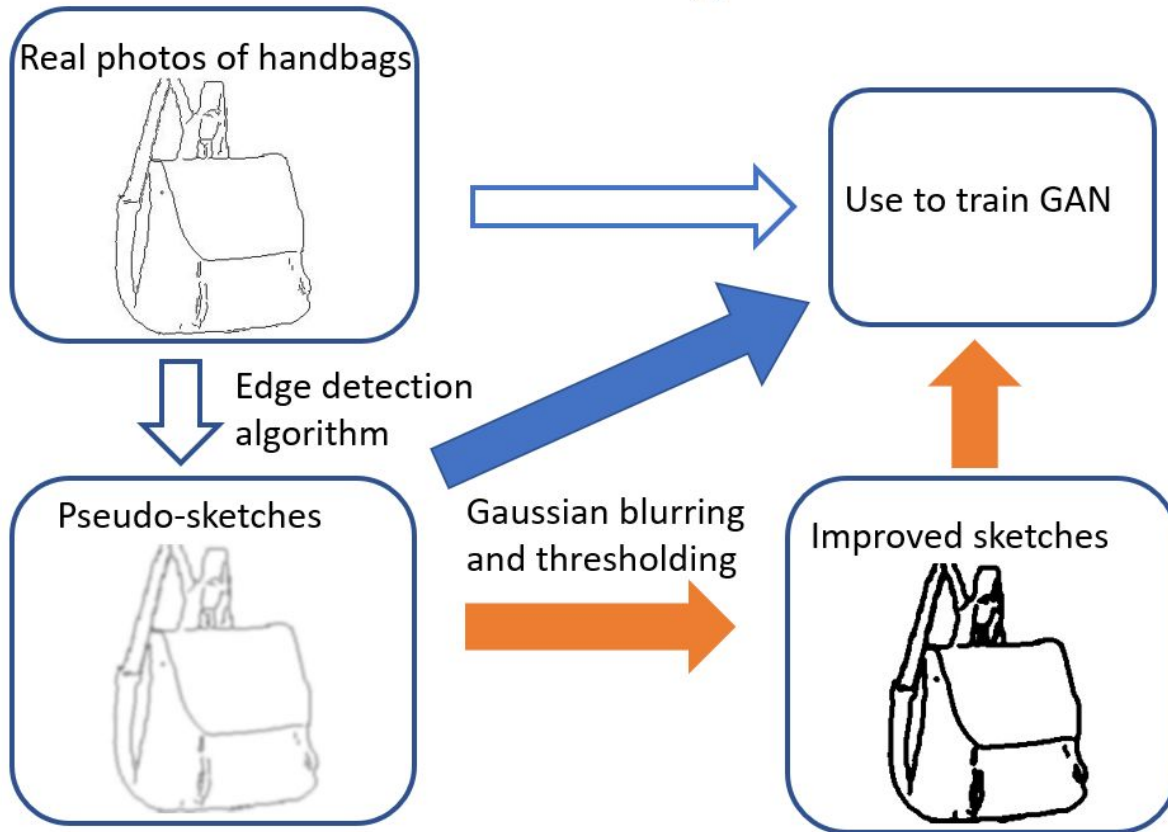 Real photos of handbags
Use to train GAN
Edge detection
algorithm
Pseudo-sketches
Gaussian blurring
and thresholding
Improved sketches